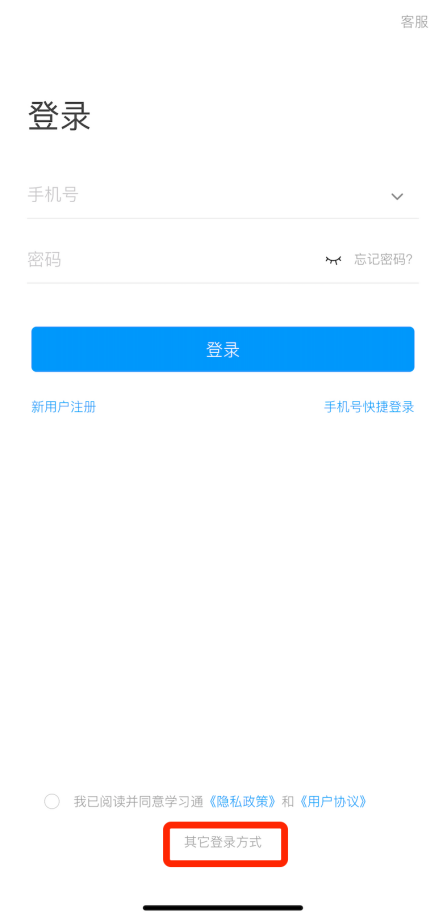 客服
登录
手机号
密码 忘记密码?
登录
新用户注册 手机号快捷登录
我已阅读并同意学习通《隐私政策》和《用户协议》
其它登录方式